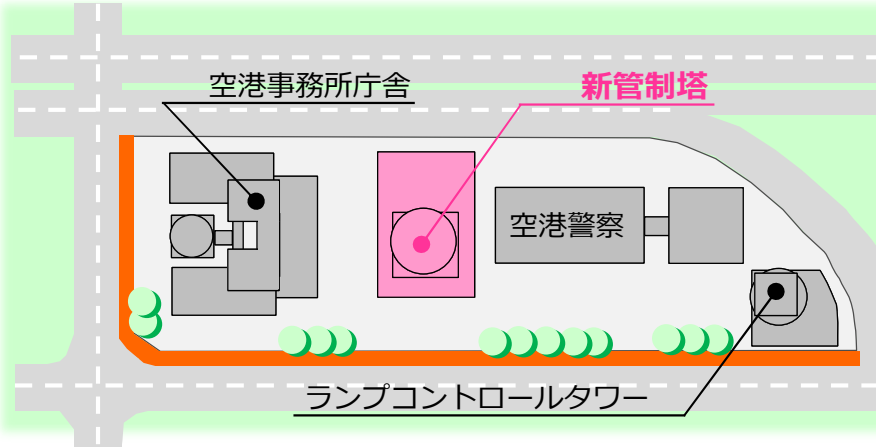 空港事務所庁舎
新管制塔
空港警察
ランプコントロールタワー